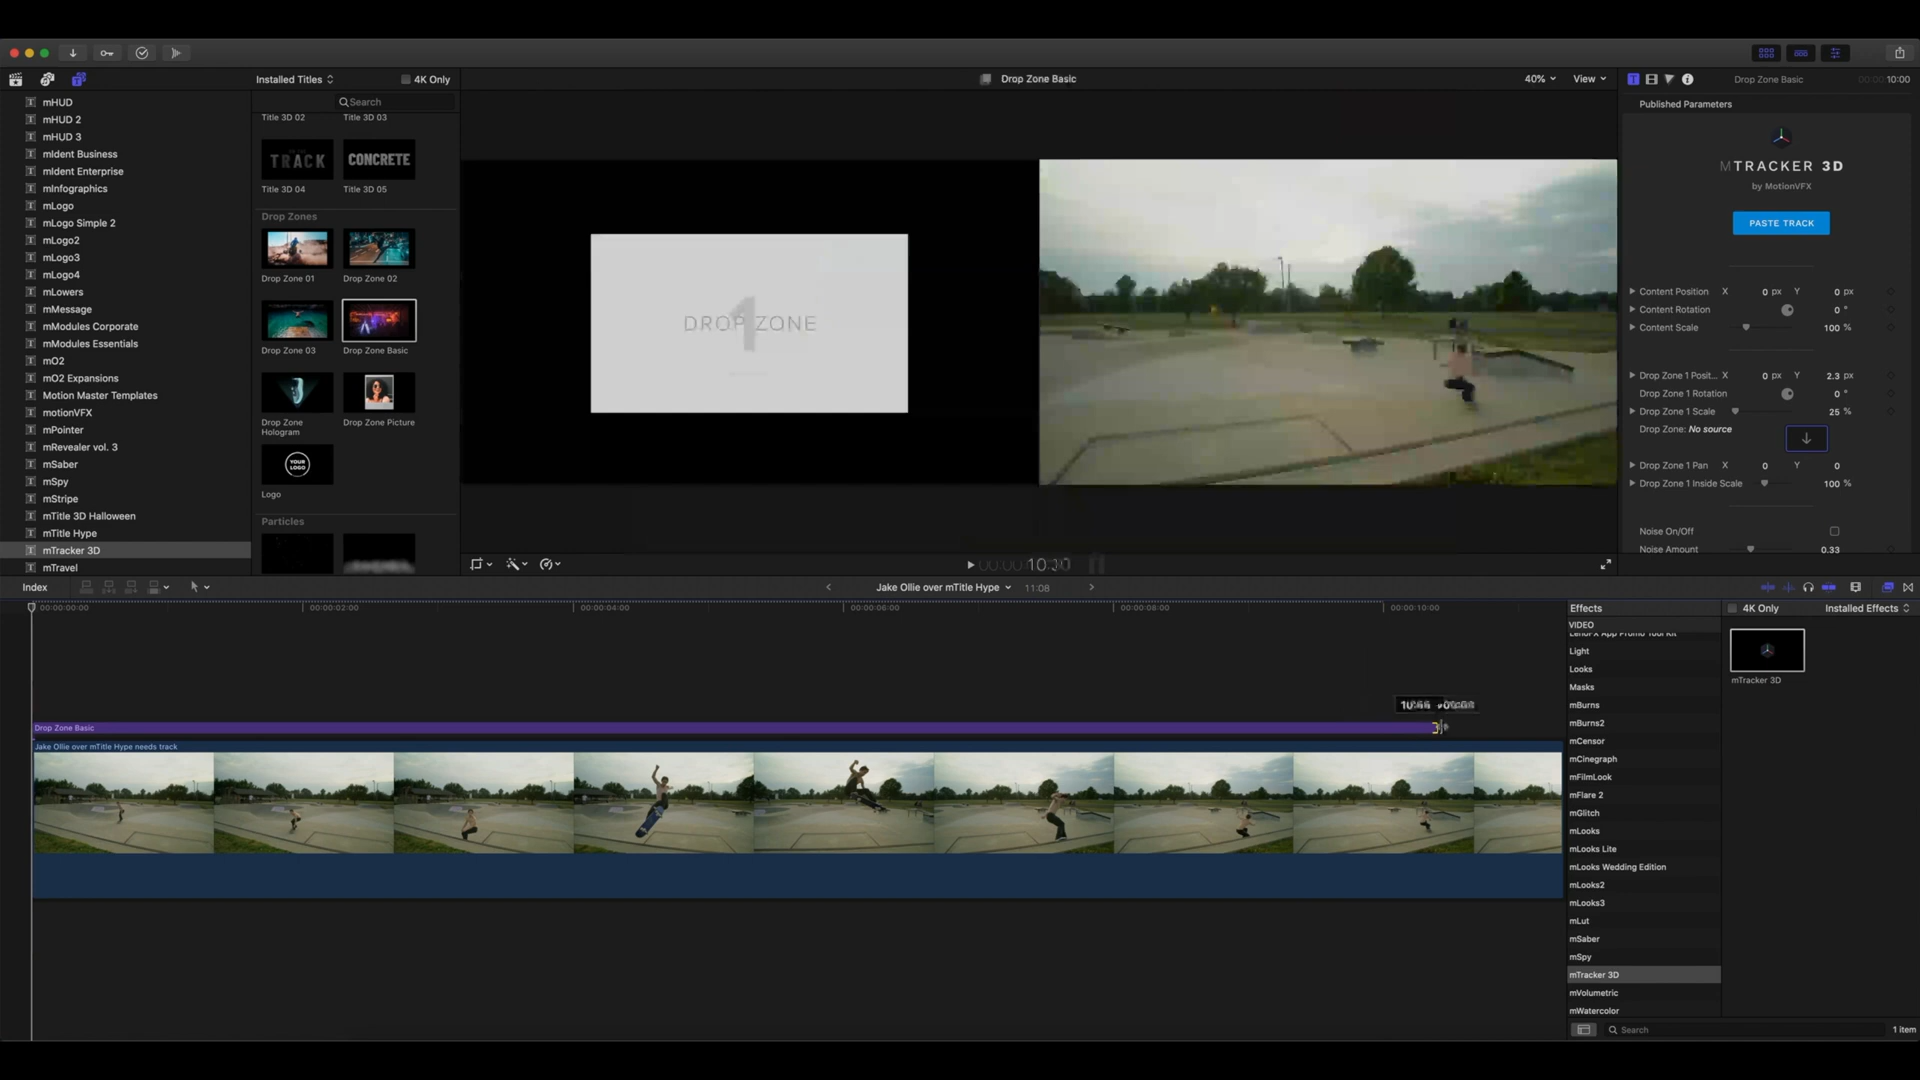 Installed Titles
4K Only
Drop Zone Basic
40%
View
Drop Zone Basic
10:00
mHUD
mHUD 2
mHUD 3
mIdent Business
mIdent Enterprise
mInfographics
mLogo
mLogo Simple 2
mLogo2
mLogo3
mLogo4
mLowers
mMessage
mModules Corporate
mModules Essentials
mO2
mO2 Expansions
Motion Master Templates
motionVFX
mPointer
mRevealer vol. 3
mSaber
mSpy
mStripe
mTitle 3D Halloween
mTitle Hype
mTracker 3D
mTravel
Search
Title 3D 02
Title 3D 03
TRACK
CONCRETE
Title 3D 04
Title 3D 05
Drop Zones
Drop Zone 01
Drop Zone 02
Drop Zone 03
Drop Zone Basic
Drop Zone
Hologram
Drop Zone Picture
YOUR
LOGO
Logo
Particles
1
DROP ZONE
Published Parameters
MTRACKER 3D
by MotionVFX
PASTE TRACK
Content Position X 0 px Y 0 px
Content Rotation 0 °
Content Scale 100 %
Drop Zone 1 Posit... X 0 px Y 2.3 px
Drop Zone 1 Rotation 0 °
Drop Zone 1 Scale 25 %
Drop Zone: No source
Drop Zone 1 Pan X 0 Y 0
Drop Zone 1 Inside Scale 100 %
Noise On/Off
Noise Amount 0.33
Index
Jake Ollie over mTitle Hype
11:08
00:00:00:00
00:00:02:00
00:00:04:00
00:00:06:00
00:00:08:00
00:00:10:00
Drop Zone Basic
Jake Ollie over mTitle Hype needs track
Effects
4K Only
Installed Effects
VIDEO
Light
Looks
Masks
mBurns
mBurns2
mCensor
mCinegraph
mFilmLook
mFlare 2
mGlitch
mLooks
mLooks Lite
mLooks Wedding Edition
mLooks2
mLooks3
mLut
mSaber
mSpy
mTracker 3D
mVolumetric
mWatercolor
mTracker 3D
Search
1 item